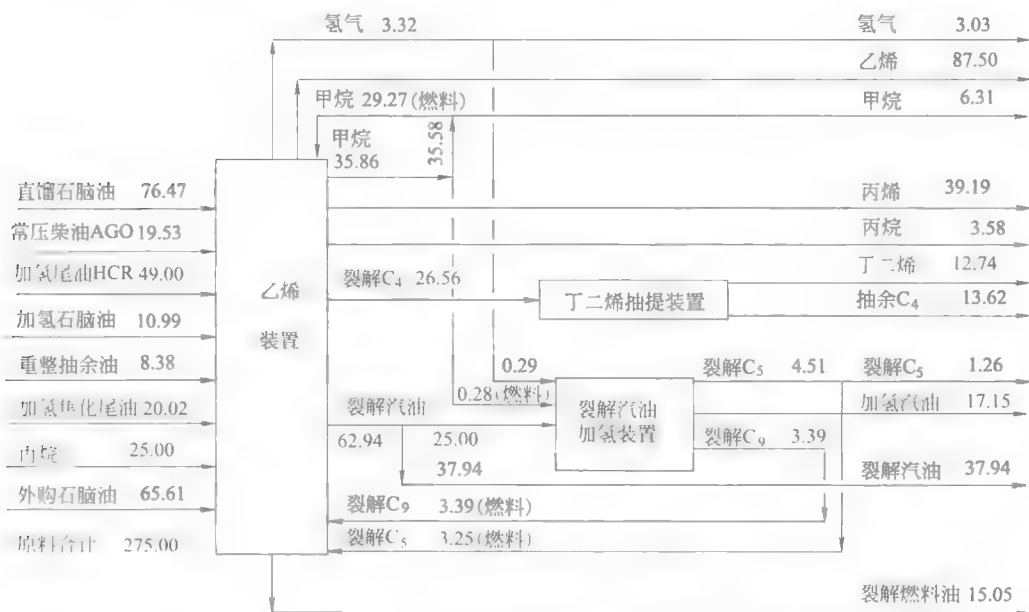 氢气 3.32
氢气 3.03
乙烯 87.50
甲烷 29.27(燃料)
甲烷 6.31
甲烷
35.86
35.58
直馏石脑油 76.47
丙烯 39.19
常压柴油AGO 19.53
丙烷 3.58
加氢尾油HCR 49.00
裂解C₄ 26.56
丁二烯 12.74
乙烯
装置
丁二烯抽提装置
抽余C₄ 13.62
加氢石脑油 10.99
重整抽余油 8.38
0.29
裂解C₅ 4.51
裂解C₅ 1.26
0.28(燃料)
加氢焦化尾油 20.02
裂解汽油
62.94
25.00
裂解汽油
加氢装置
加氢汽油 17.15
裂解C₉ 3.39
丙烷 25.00
37.94
裂解汽油 37.94
外购石脑油 65.61
裂解C₉ 3.39(燃料)
原料合计 275.00
裂解C₅ 3.25(燃料)
裂解燃料油 15.05